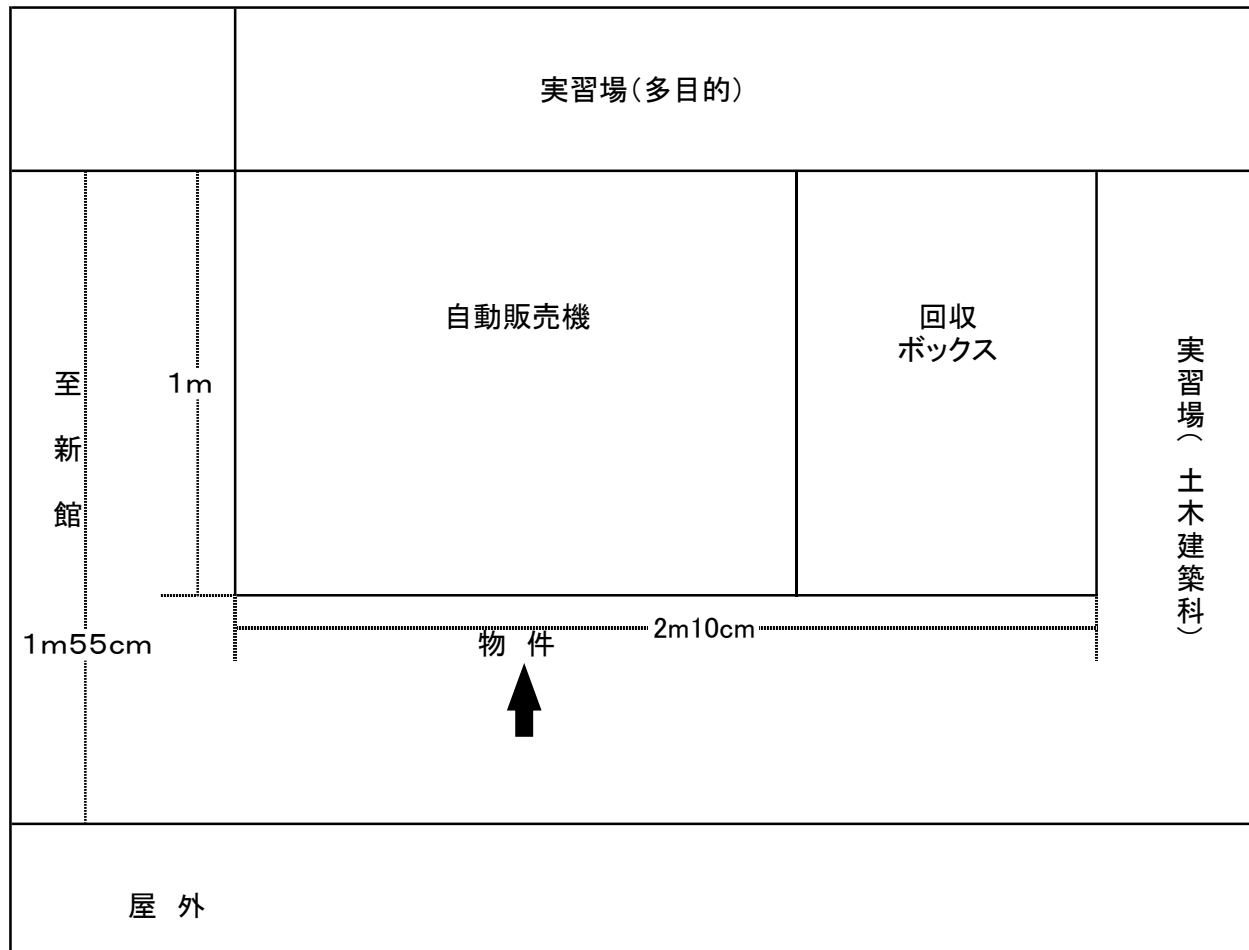 実習場（多目的）
自動販売機
回収
ボックス
1m
至新館
実習場（土木建築科）
1m55cm
2m10cm
物件
屋外